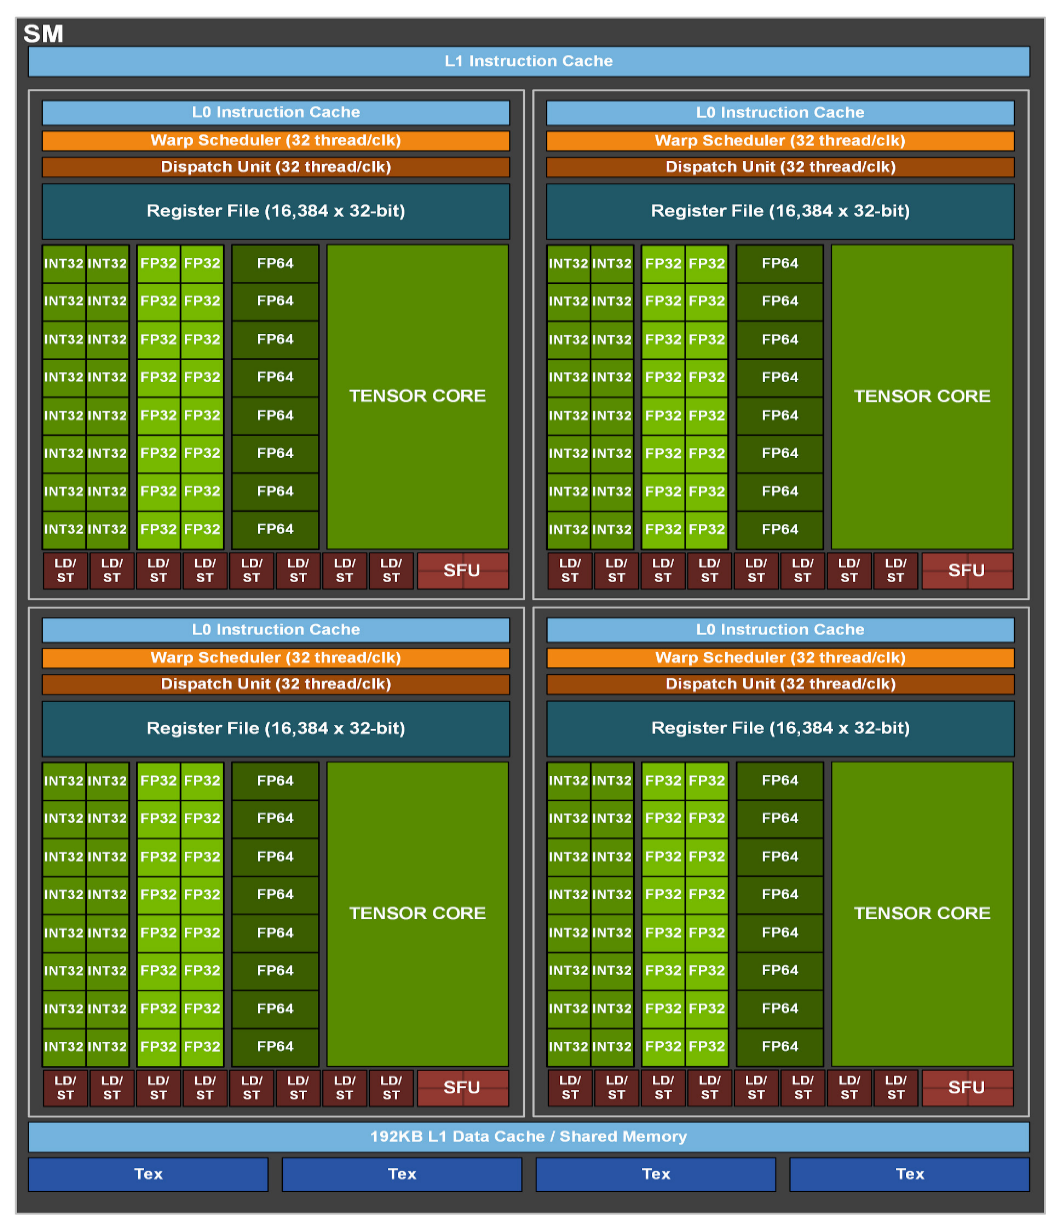 SM
L1 Instruction Cache
L0 Instruction Cache
Warp Scheduler (32 thread/clk)
Dispatch Unit (32 thread/clk)
Register File (16,384 x 32-bit)
INT32 INT32 FP32 FP32 FP64
INT32 INT32 FP32 FP32 FP64
INT32 INT32 FP32 FP32 FP64
INT32 INT32 FP32 FP32 FP64
TENSOR CORE
INT32 INT32 FP32 FP32 FP64
INT32 INT32 FP32 FP32 FP64
INT32 INT32 FP32 FP32 FP64
INT32 INT32 FP32 FP32 FP64
LD/ LD/ LD/ LD/ LD/ LD/ LD/ LD/
ST ST ST ST ST ST ST ST
SFU
L0 Instruction Cache
Warp Scheduler (32 thread/clk)
Dispatch Unit (32 thread/clk)
Register File (16,384 x 32-bit)
INT32 INT32 FP32 FP32 FP64
INT32 INT32 FP32 FP32 FP64
INT32 INT32 FP32 FP32 FP64
INT32 INT32 FP32 FP32 FP64
TENSOR CORE
INT32 INT32 FP32 FP32 FP64
INT32 INT32 FP32 FP32 FP64
INT32 INT32 FP32 FP32 FP64
INT32 INT32 FP32 FP32 FP64
LD/ LD/ LD/ LD/ LD/ LD/ LD/ LD/
ST ST ST ST ST ST ST ST
SFU
L0 Instruction Cache
Warp Scheduler (32 thread/clk)
Dispatch Unit (32 thread/clk)
Register File (16,384 x 32-bit)
INT32 INT32 FP32 FP32 FP64
INT32 INT32 FP32 FP32 FP64
INT32 INT32 FP32 FP32 FP64
INT32 INT32 FP32 FP32 FP64
TENSOR CORE
INT32 INT32 FP32 FP32 FP64
INT32 INT32 FP32 FP32 FP64
INT32 INT32 FP32 FP32 FP64
INT32 INT32 FP32 FP32 FP64
LD/ LD/ LD/ LD/ LD/ LD/ LD/ LD/
ST ST ST ST ST ST ST ST
SFU
L0 Instruction Cache
Warp Scheduler (32 thread/clk)
Dispatch Unit (32 thread/clk)
Register File (16,384 x 32-bit)
INT32 INT32 FP32 FP32 FP64
INT32 INT32 FP32 FP32 FP64
INT32 INT32 FP32 FP32 FP64
INT32 INT32 FP32 FP32 FP64
TENSOR CORE
INT32 INT32 FP32 FP32 FP64
INT32 INT32 FP32 FP32 FP64
INT32 INT32 FP32 FP32 FP64
INT32 INT32 FP32 FP32 FP64
LD/ LD/ LD/ LD/ LD/ LD/ LD/ LD/
ST ST ST ST ST ST ST ST
SFU
192KB L1 Data Cache / Shared Memory
Tex Tex Tex Tex